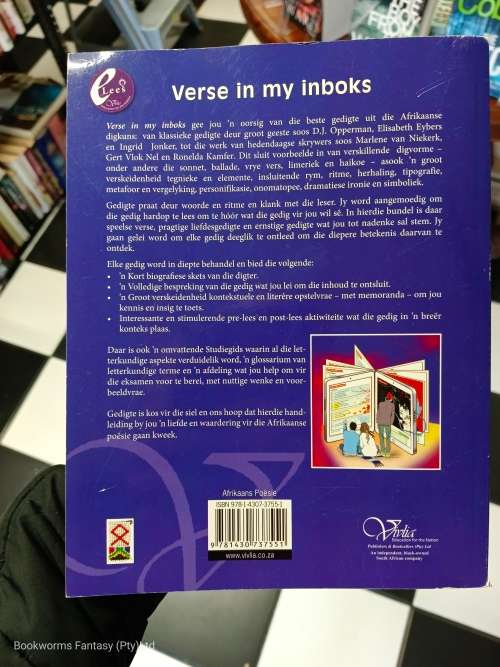 e
Lees
Vivlia
Verse in my inboks
Verse in my inboks gee jou 'n oorsig van die beste gedigte uit die Afrikaanse
digkuns: van klassieke gedigte deur groot geeste soos D.J. Opperman, Elisabeth Eybers
en Ingrid Jonker, tot die werk van hedendaagse skrywers soos Marlene van Niekerk,
Gert Vlok Nel en Ronelda Kamfer. Dit sluit voorbeelde in van verskillende digvorme –
onder andere die sonnet, ballade, vrye vers, limeriek en haikoe – asook 'n groot
verskeidenheid tegnieke en elemente, insluitende rym, ritme, herhaling, tipografie,
metafoor en vergelyking, personifikasie, onomatopee, dramatiese ironie en simboliek.
Gedigte praat deur woorde en ritme en klank met die leser. Jy word aangemoedig om
die gedig hardop te lees om te hóór wat die gedig vir jou wil sê. In hierdie bundel is daar
speelse verse, pragtige liefdesgedigte en ernstige gedigte wat jou tot nadenke sal stem. Jy
gaan gelei word om elke gedig deeglik te ontleed om die diepere betekenis daarvan te
ontdek.
Elke gedig word in diepte behandel en bied die volgende:
• 'n Kort biografiese skets van die digter.
• 'n Volledige bespreking van die gedig wat jou lei om die inhoud te ontsluit.
• 'n Groot verskeidenheid kontekstuele en literêre opstelvrae – met memoranda – om jou
kennis en insig te toets.
• Interessante en stimulerende pre-lees en post-lees aktiwiteite wat die gedig in 'n breër
konteks plaas.
Daar is ook 'n omvattende Studiegids waarin al die let-
terkundige aspekte verduidelik word, 'n glossarium van
letterkundige terme en 'n afdeling wat jou help om vir
die eksamen voor te berei, met nuttige wenke en voor-
beeldvrae.
Gedigte is kos vir die siel en ons hoop dat hierdie hand-
leiding by jou 'n liefde en waardering vir die Afrikaanse
poësie gaan kweek.
Afrikaans Poësie
ISBN 978-1-4307-3755-1
9781430737551
www.vivlia.co.za
Vivlia
Education for the Nation
Publishers & Booksellers (Pty) Ltd
An independent, black-owned
South African company
Bookworms Fantasy (Pty) Ltd